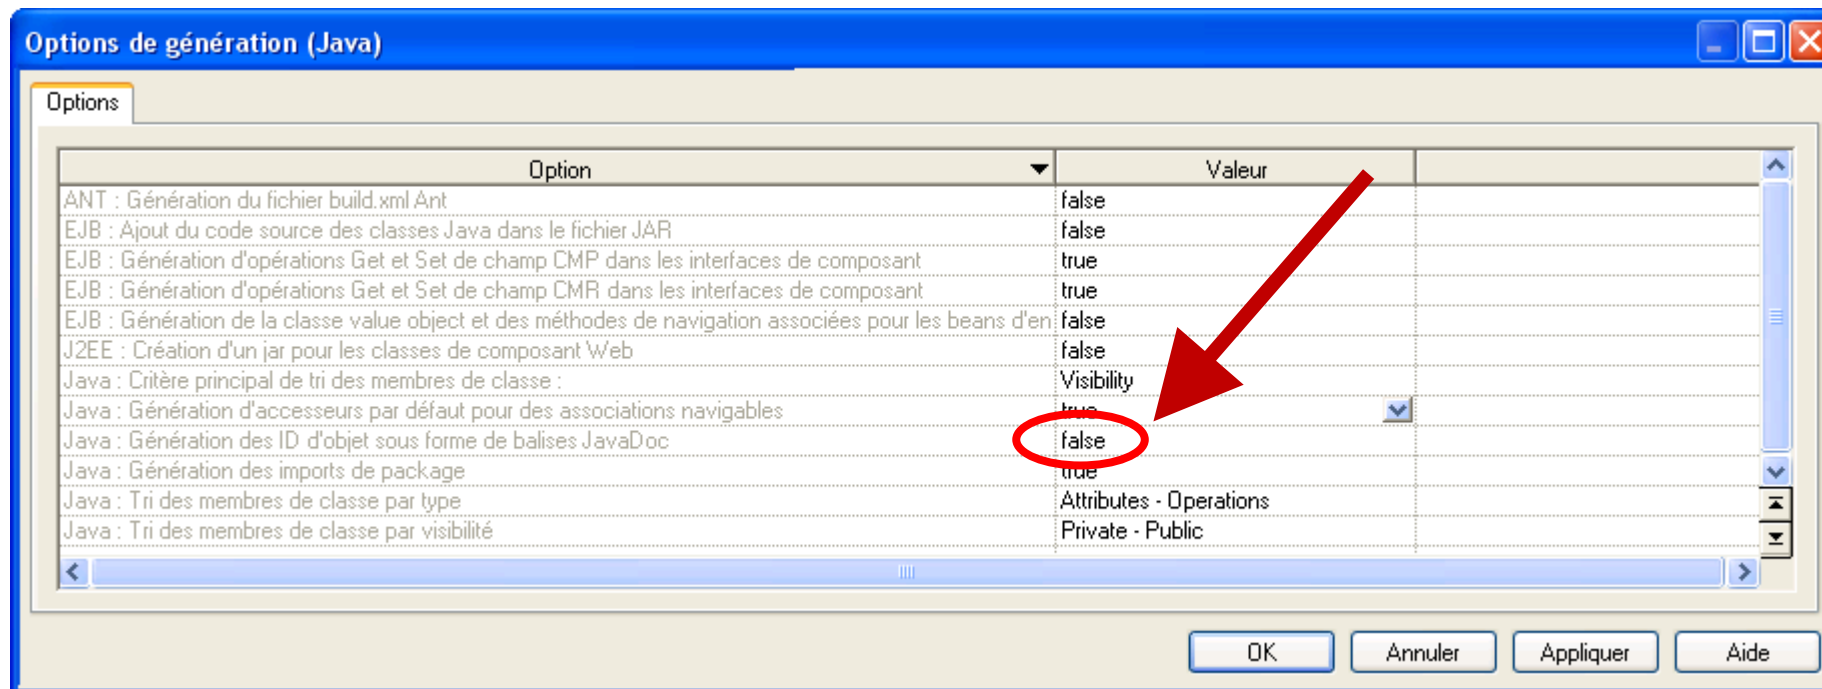 Options de génération (Java)
Options
Option Valeur
ANT : Génération du fichier build.xml Ant false
EJB : Ajout du code source des classes Java dans le fichier JAR false
EJB : Génération d'opérations Get et Set de champ CMP dans les interfaces de composant true
EJB : Génération d'opérations Get et Set de champ CMR dans les interfaces de composant true
EJB : Génération de la classe value object et des méthodes de navigation associées pour les beans d'en false
J2EE : Création d'un jar pour les classes de composant Web false
Java : Critère principal de tri des membres de classe : Visibility
Java : Génération d'accesseurs par défaut pour des associations navigables true
Java : Génération des ID d'objet sous forme de balises JavaDoc false
Java : Génération des imports de package true
Java : Tri des membres de classe par type Attributes - Operations
Java : Tri des membres de classe par visibilité Private - Public
OK Annuler Appliquer Aide